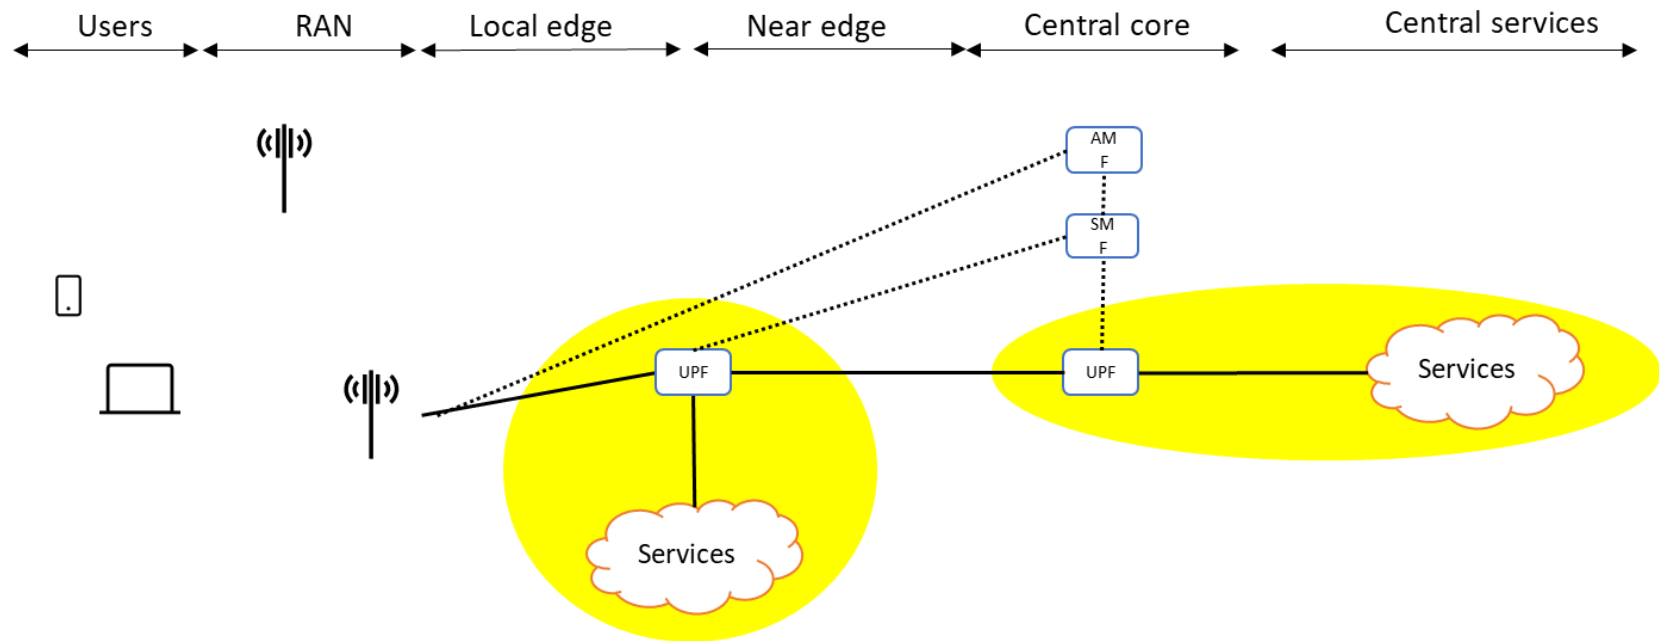 Users
RAN
Local edge
Near edge
Central core
Central services
AM
F
SM
F
UPF
UPF
Services
Services